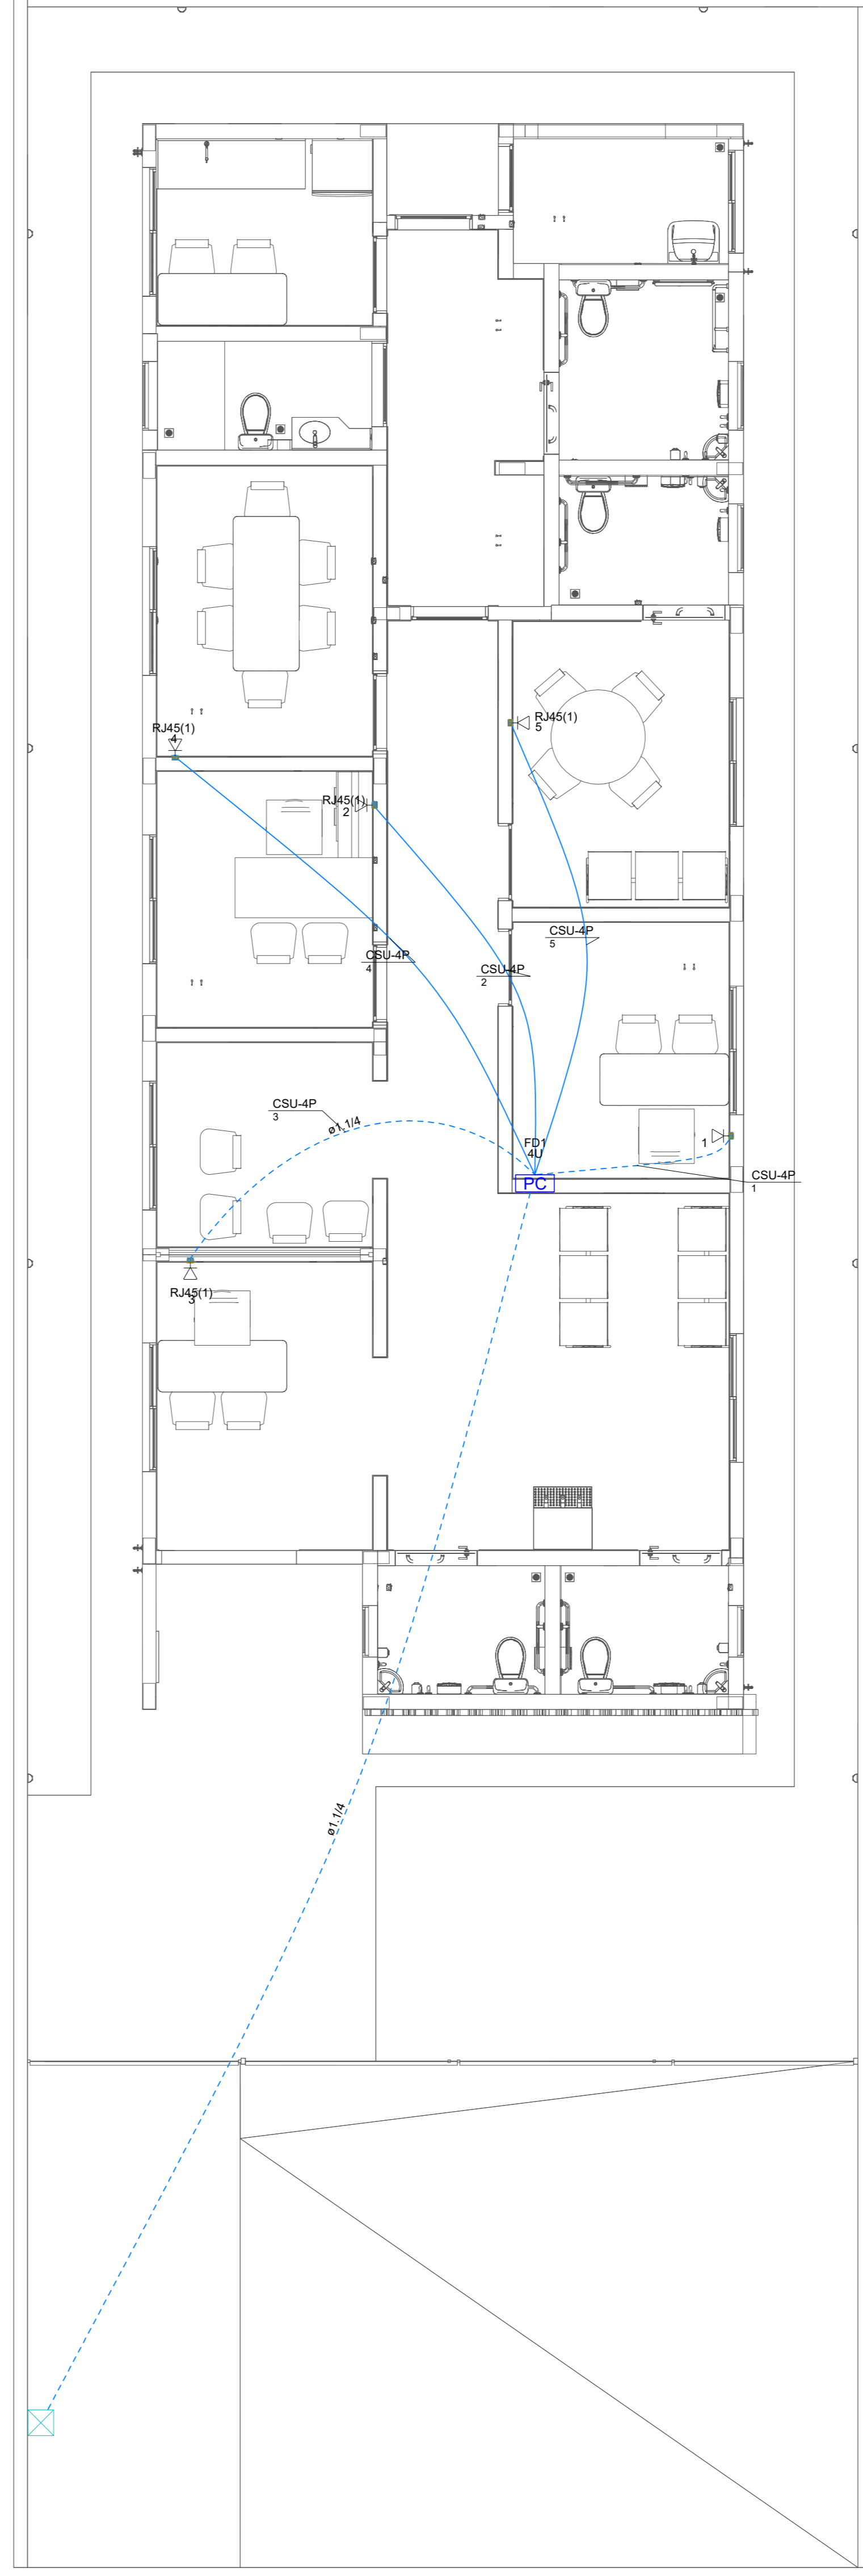 RJ45(1)
5
RJ45(1)
4
RJ45(1)
2
CSU-4P
5
CSU-4P
4
CSU-4P
2
CSU-4P
3
ø1.1/4
FD1
4U
PC
1
CSU-4P
1
RJ45(1)
3
ø1.1/4